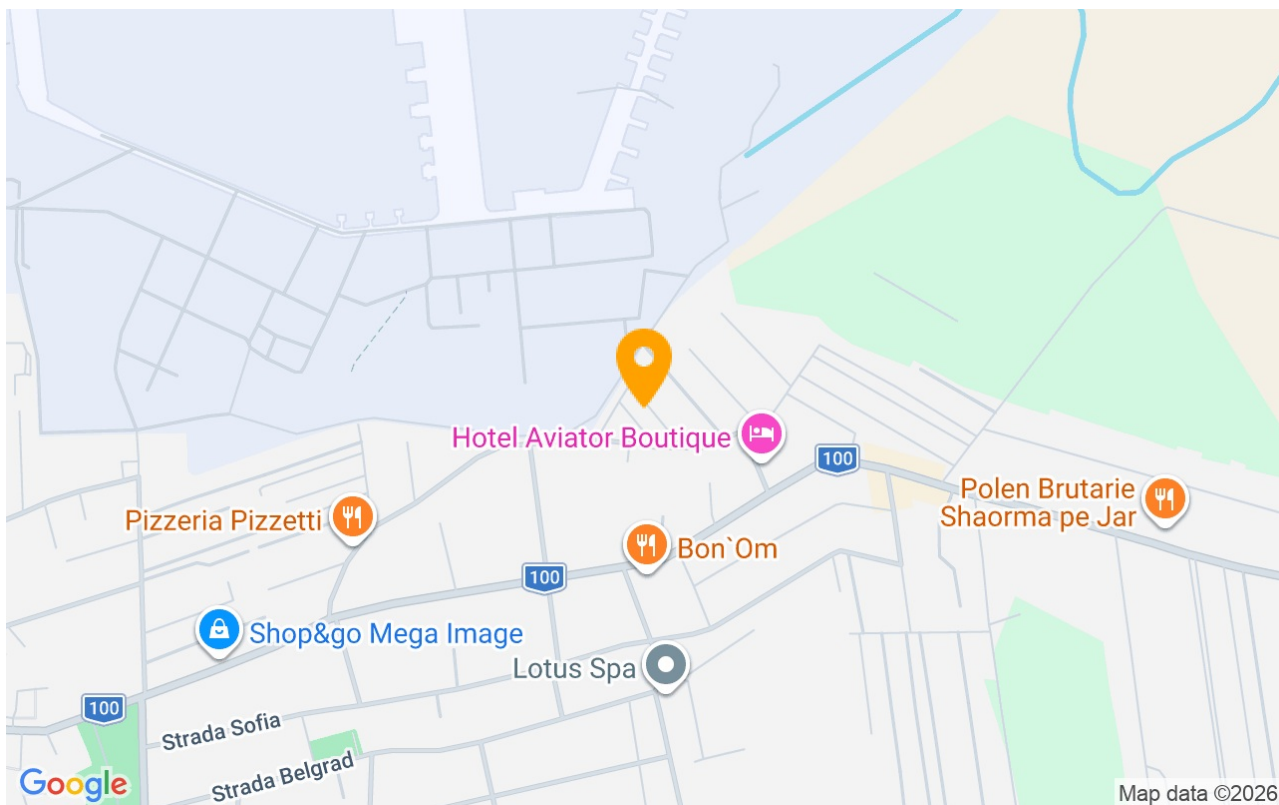 Hotel Aviator Boutique
100
Polen Brutarie
Shaorma pe Jar
Pizzeria Pizzetti
Bon`Om
100
Shop&go Mega Image
Lotus Spa
100
Strada Sofia
Strada Belgrad
Google
Map data ©2026